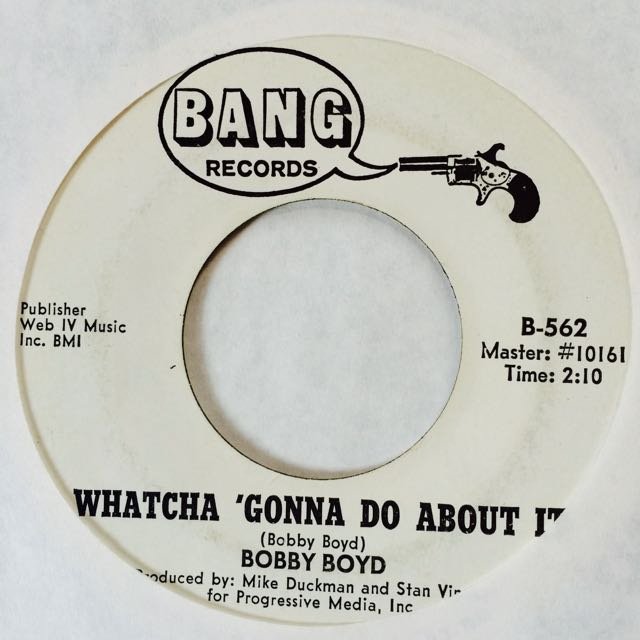 BANG
RECORDS
Publisher
Web IV Music
Inc. BMI
B-562
Master: #10161
Time: 2:10
WHATCHA 'GONNA DO ABOUT IT
(Bobby Boyd)
BOBBY BOYD
Produced by: Mike Duckman and Stan
for Progressive Media, Inc